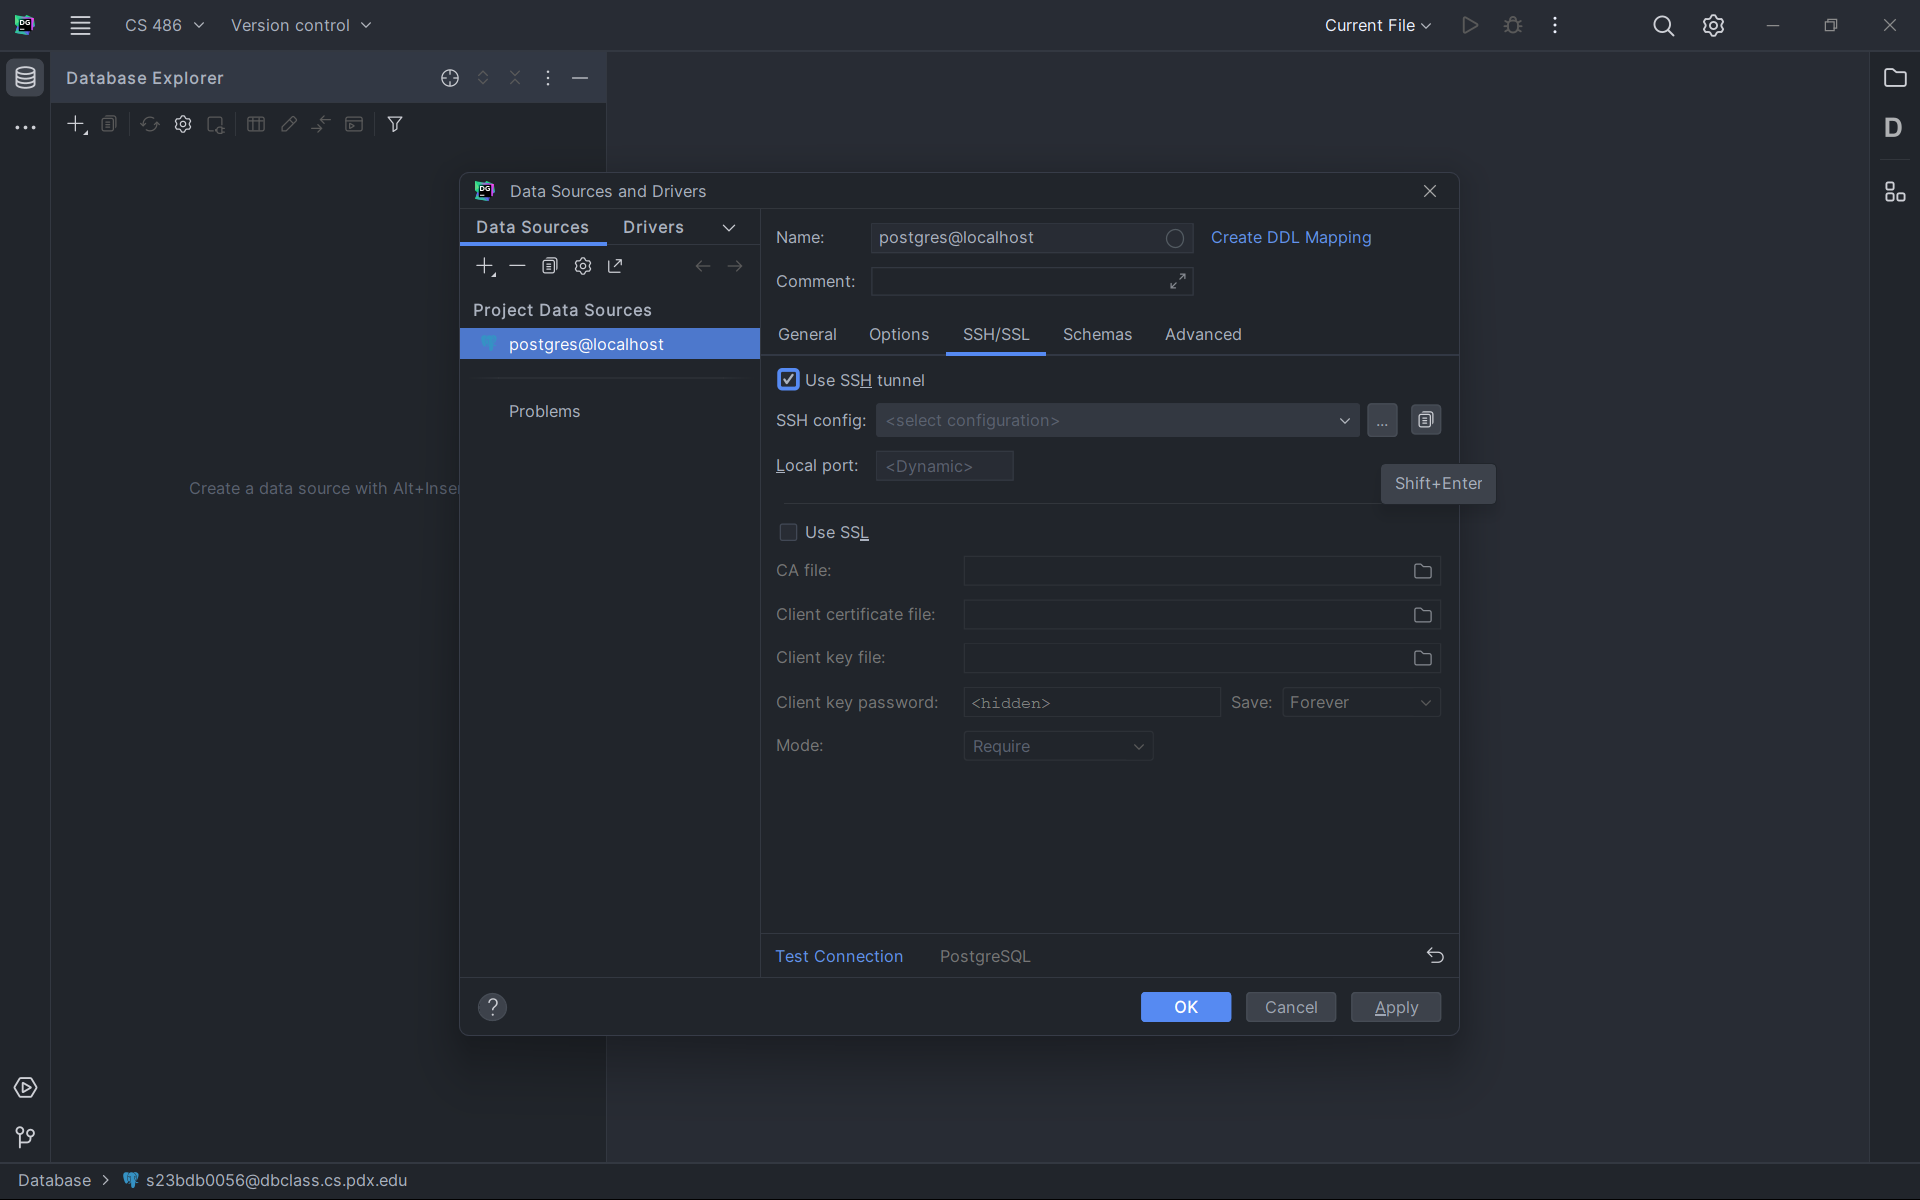 CS 486
Version control
Current File
Database Explorer
Create a data source with Alt+Inse
Data Sources and Drivers
Data Sources
Drivers
Project Data Sources
postgres@localhost
Problems
Name:
postgres@localhost
Create DDL Mapping
Comment:
General
Options
SSH/SSL
Schemas
Advanced
Use SSH tunnel
SSH config:
<select configuration>
...
Local port:
<Dynamic>
Shift+Enter
Use SSL
CA file:
Client certificate file:
Client key file:
Client key password:
<hidden>
Save:
Forever
Mode:
Require
Test Connection
PostgreSQL
?
OK
Cancel
Apply
D
Database
s23bdb0056@dbclass.cs.pdx.edu